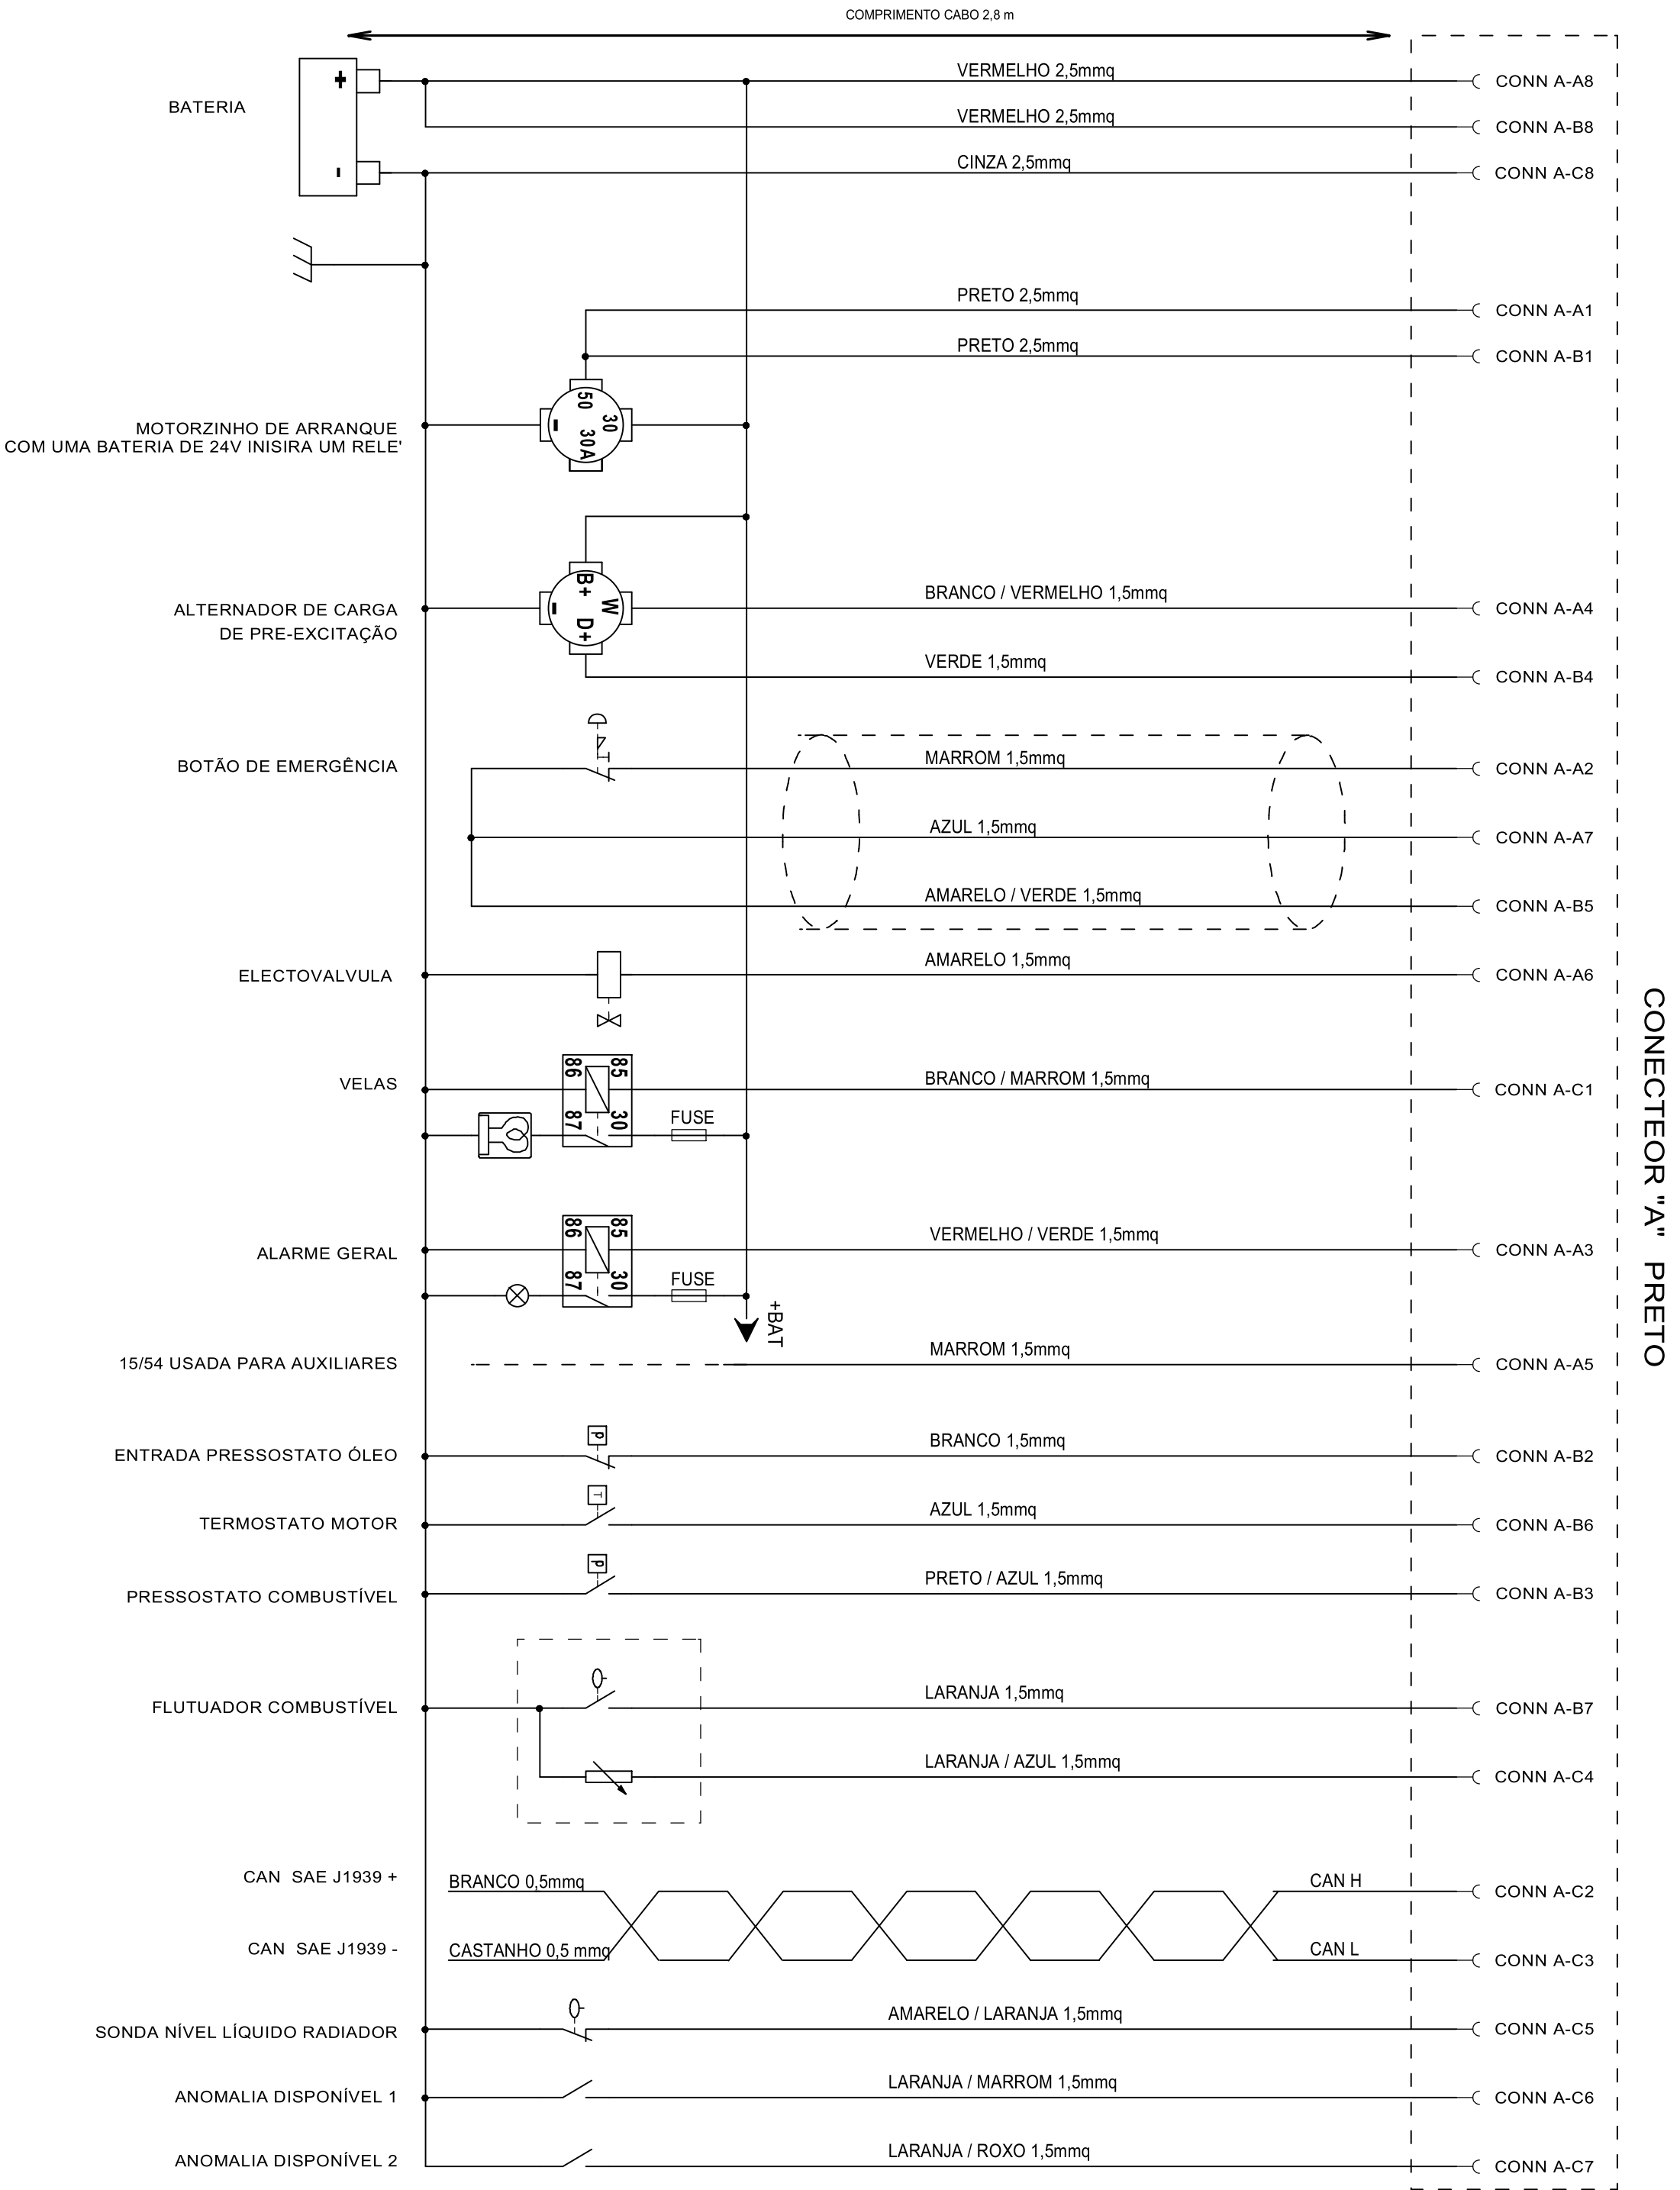 COMPRIMENTO CABO 2,8 m
BATERIA
+
-
VERMELHO 2,5mmq
CONN A-A8
VERMELHO 2,5mmq
CONN A-B8
CINZA 2,5mmq
CONN A-C8
PRETO 2,5mmq
CONN A-A1
PRETO 2,5mmq
CONN A-B1
MOTORZINHO DE ARRANQUE
COM UMA BATERIA DE 24V INISIRA UM RELE'
50
30
30A
-
ALTERNADOR DE CARGA
DE PRE-EXCITAÇÃO
B+
W
D+
-
BRANCO / VERMELHO 1,5mmq
CONN A-A4
VERDE 1,5mmq
CONN A-B4
BOTÃO DE EMERGÊNCIA
MARROM 1,5mmq
CONN A-A2
AZUL 1,5mmq
CONN A-A7
AMARELO / VERDE 1,5mmq
CONN A-B5
ELECTOVALVULA
AMARELO 1,5mmq
CONN A-A6
VELAS
86
85
87
30
FUSE
BRANCO / MARROM 1,5mmq
CONN A-C1
ALARME GERAL
86
85
87
30
FUSE
VERMELHO / VERDE 1,5mmq
CONN A-A3
+BAT
15/54 USADA PARA AUXILIARES
MARROM 1,5mmq
CONN A-A5
ENTRADA PRESSOSTATO ÓLEO
P
BRANCO 1,5mmq
CONN A-B2
TERMOSTATO MOTOR
T
AZUL 1,5mmq
CONN A-B6
PRESSOSTATO COMBUSTÍVEL
P
PRETO / AZUL 1,5mmq
CONN A-B3
FLUTUADOR COMBUSTÍVEL
LARANJA 1,5mmq
CONN A-B7
LARANJA / AZUL 1,5mmq
CONN A-C4
CAN SAE J1939 +
BRANCO 0,5mmq
CAN H
CONN A-C2
CAN SAE J1939 -
CASTANHO 0,5 mmq
CAN L
CONN A-C3
SONDA NÍVEL LÍQUIDO RADIADOR
AMARELO / LARANJA 1,5mmq
CONN A-C5
ANOMALIA DISPONÍVEL 1
LARANJA / MARROM 1,5mmq
CONN A-C6
ANOMALIA DISPONÍVEL 2
LARANJA / ROXO 1,5mmq
CONN A-C7
CONECTEOR "A" PRETO